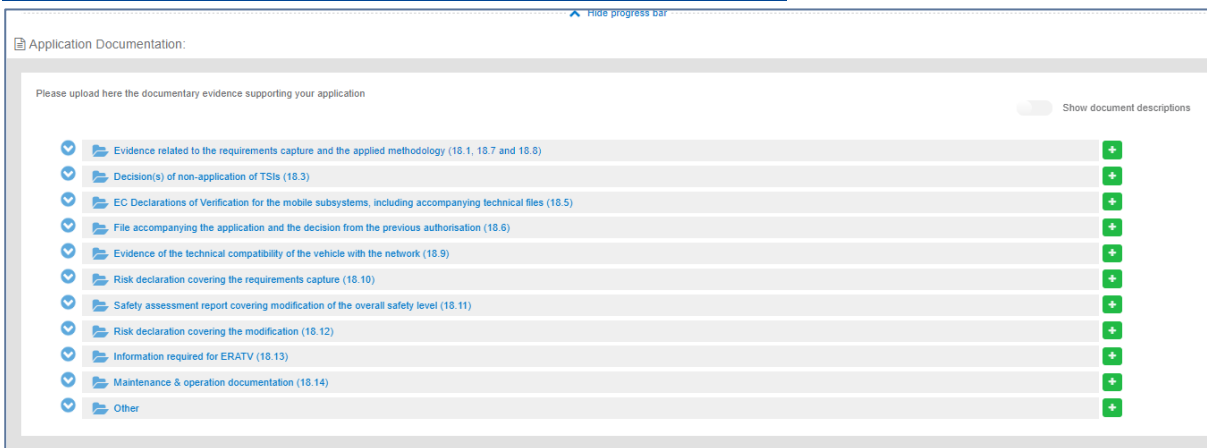 Hide progress bar
Application Documentation:
Please upload here the documentary evidence supporting your application
Show document descriptions
Evidence related to the requirements capture and the applied methodology (18.1, 18.7 and 18.8)
Decision(s) of non-application of TSIs (18.3)
EC Declarations of Verification for the mobile subsystems, including accompanying technical files (18.5)
File accompanying the application and the decision from the previous authorisation (18.6)
Evidence of the technical compatibility of the vehicle with the network (18.9)
Risk declaration covering the requirements capture (18.10)
Safety assessment report covering modification of the overall safety level (18.11)
Risk declaration covering the modification (18.12)
Information required for ERATV (18.13)
Maintenance & operation documentation (18.14)
Other